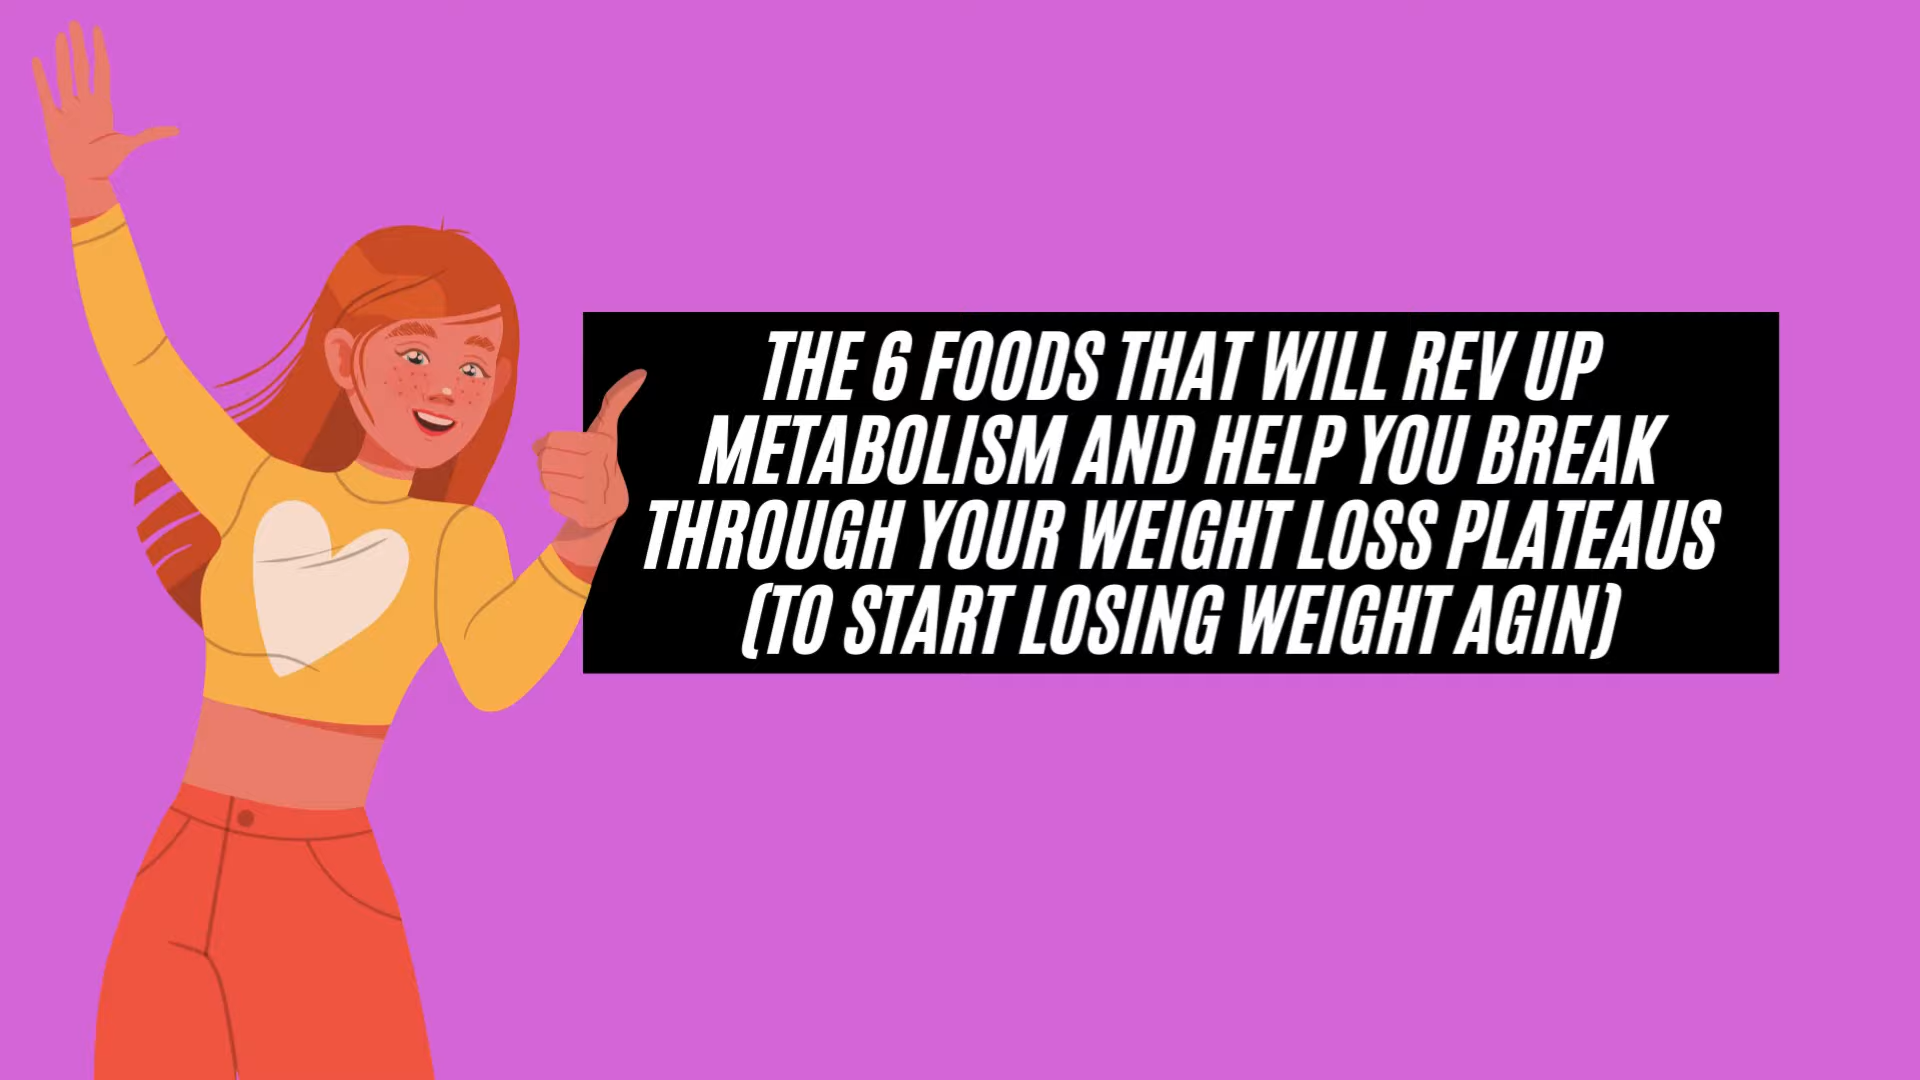 THE 6 FOODS THAT WILL REV UP
METABOLISM AND HELP YOU BREAK
THROUGH YOUR WEIGHT LOSS PLATEAUS
(TO START LOSING WEIGHT AGIN)